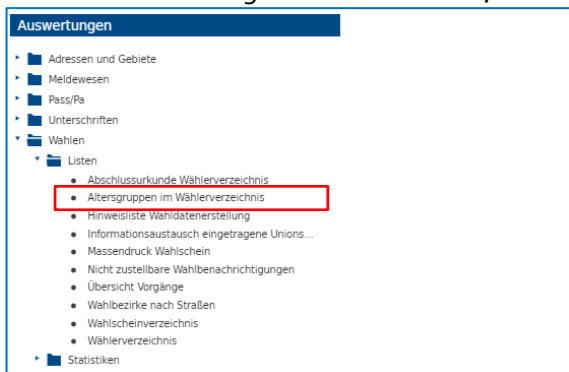 Auswertungen
Adressen und Gebiete
Meldewesen
Pass/Pa
Unterschriften
Wahlen
Listen
Abschlussurkunde Wählerverzeichnis
Altersgruppen im Wählerverzeichnis
Hinweisliste Wahldatenerstellung
Informationsaustausch eingetragene Unions...
Massendruck Wahlschein
Nicht zustellbare Wahlbenachrichtigungen
Übersicht Vorgänge
Wahlbezirke nach Straßen
Wahlscheinverzeichnis
Wählerverzeichnis
Statistiken